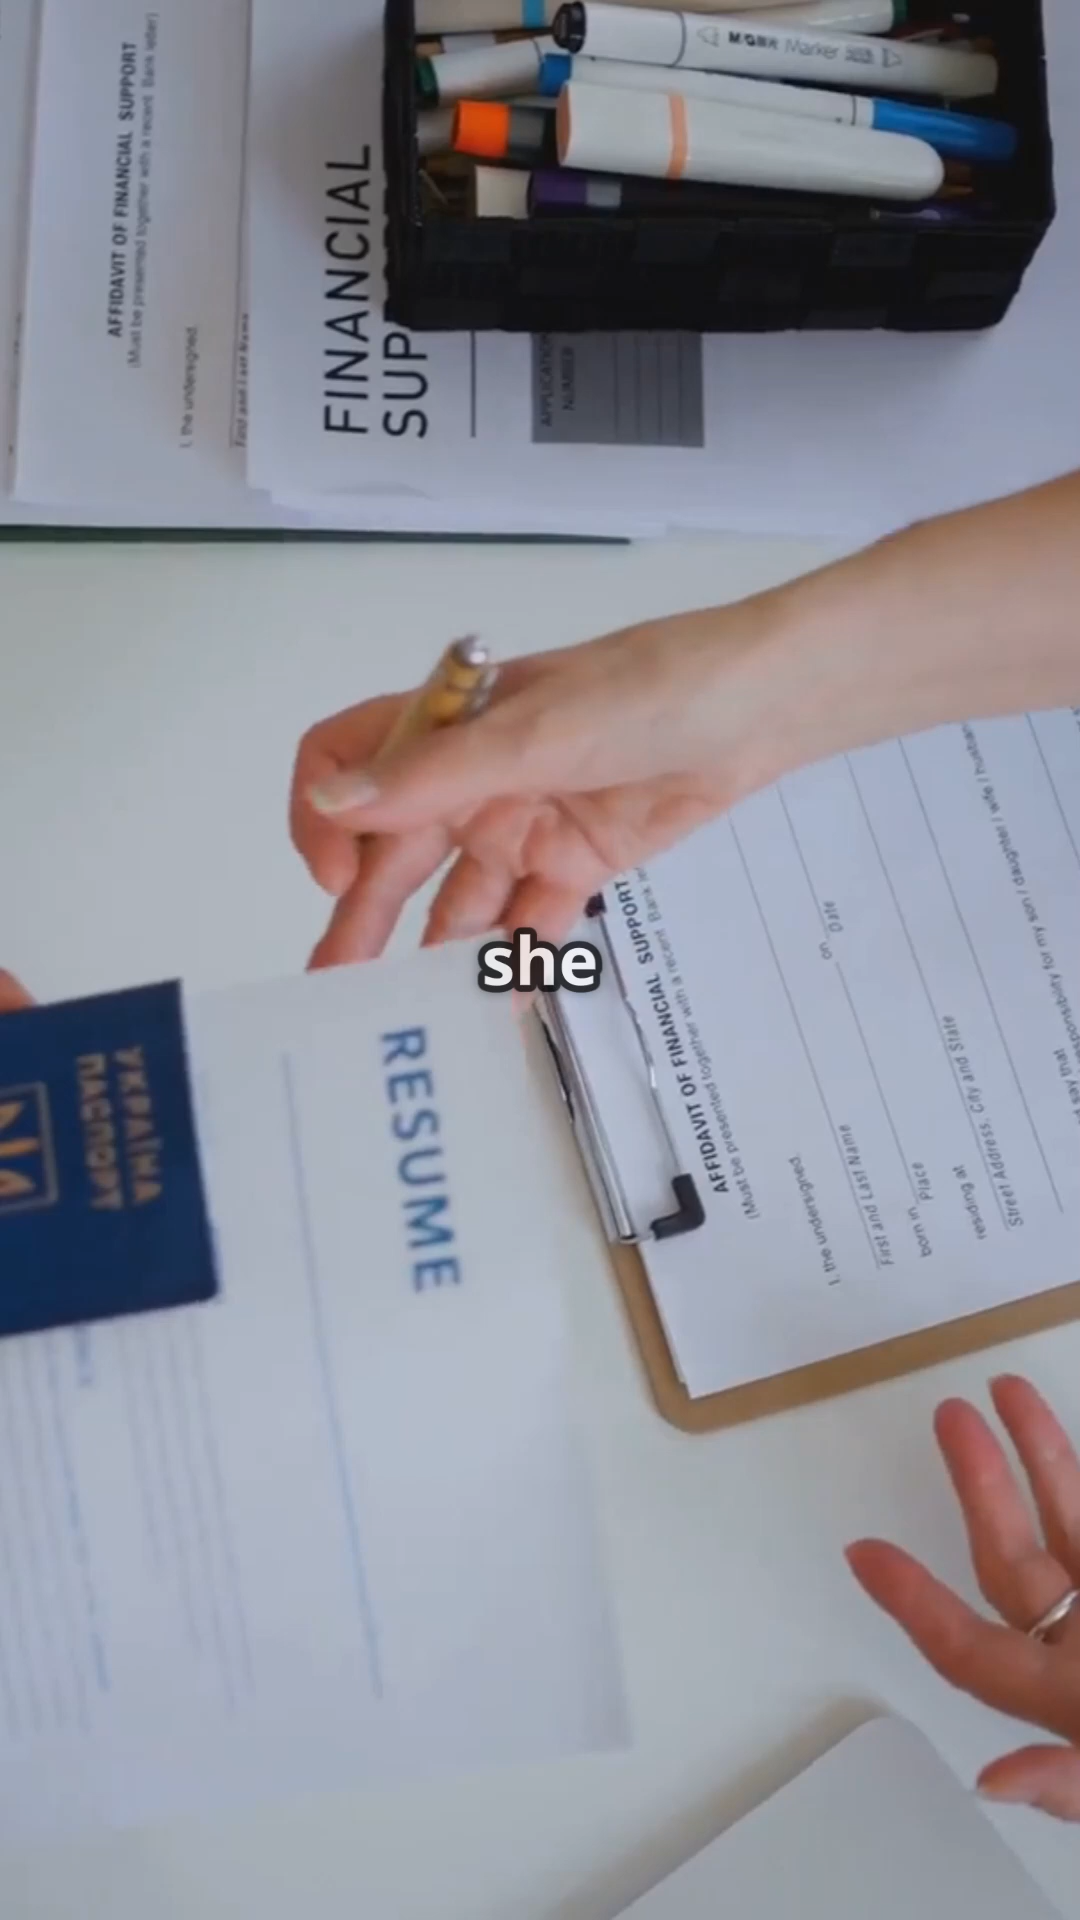 M&G Marker
AFFIDAVIT OF FINANCIAL SUPPORT
(Must be presented together with a recent Bank letter)
I, the undersigned,
First and Last Name
FINANCIAL
SUP
APPLICATION
NUMBER
she
УКРАЇНА
ПАСПОРТ
RESUME
AFFIDAVIT OF FINANCIAL SUPPORT
(Must be presented together with a recent Bank
I, the undersigned,
First and Last Name
born in on
Place Date
residing at
Street Address, City and State
say that
responsibility for my son / daughter / wife / husband